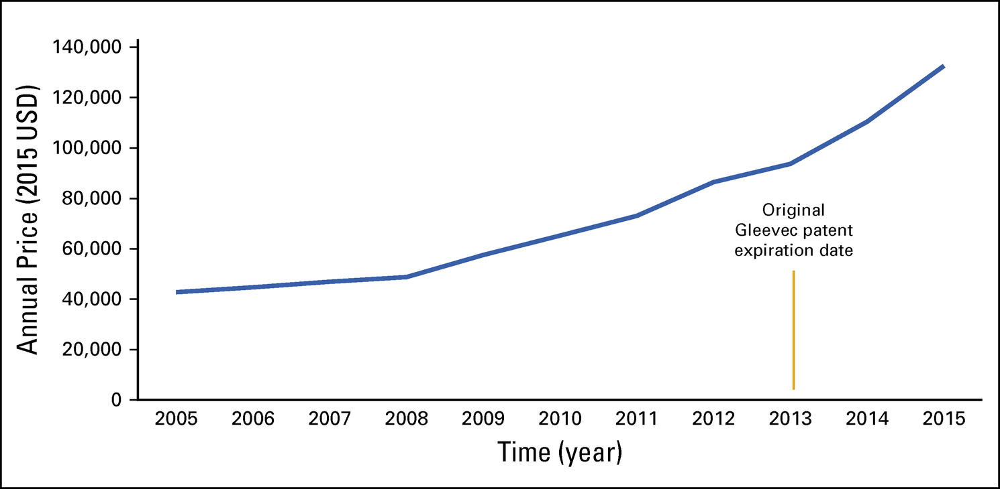 140,000
120,000
100,000
80,000
60,000
40,000
20,000
0
Annual Price (2015 USD)
Original
Gleevec patent
expiration date
2005 2006 2007 2008 2009 2010 2011 2012 2013 2014 2015
Time (year)